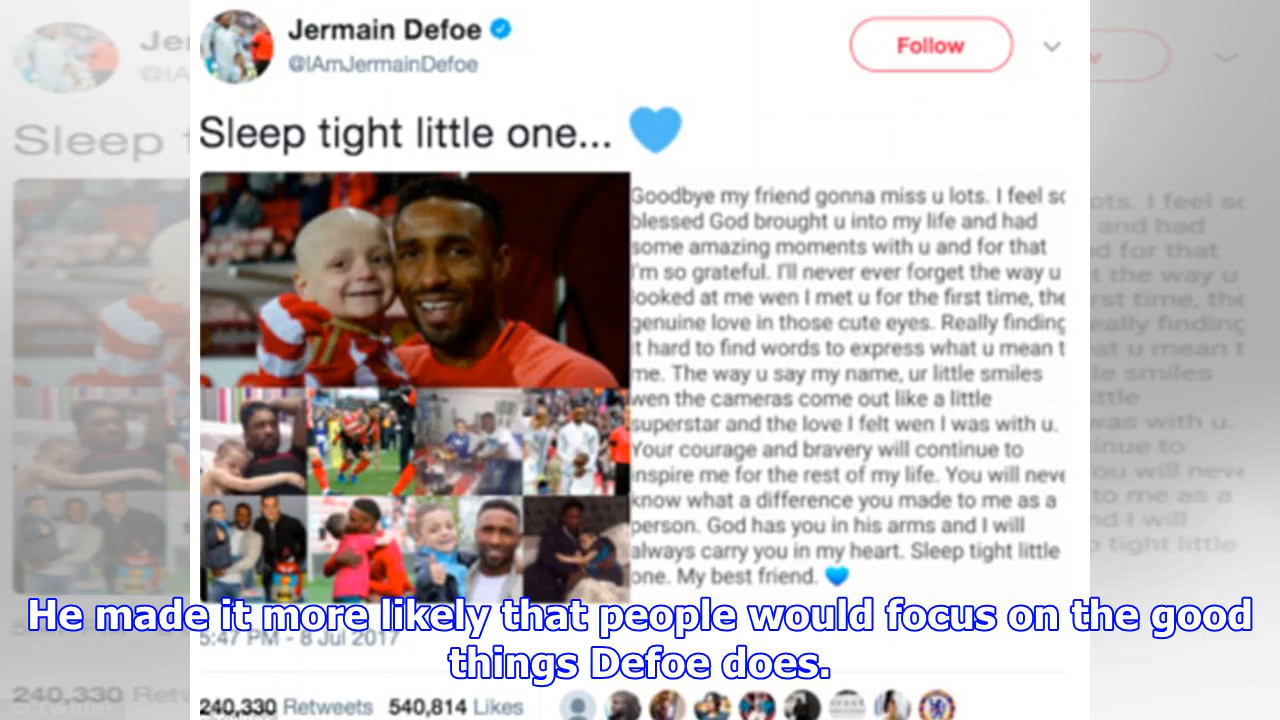 Jermain Defoe
@IAmJermainDefoe
Follow
Sleep tight little one... 💙
Goodbye my friend gonna miss u lots. I feel so
blessed God brought u into my life and had
some amazing moments with u and for that
I'm so grateful. I'll never ever forget the way u
looked at me wen I met u for the first time, the
genuine love in those cute eyes. Really finding
it hard to find words to express what u mean t
me. The way u say my name, ur little smiles
wen the cameras come out like a little
superstar and the love I felt wen I was with u.
Your courage and bravery will continue to
inspire me for the rest of my life. You will neve
know what a difference you made to me as a
person. God has you in his arms and I will
always carry you in my heart. Sleep tight little
one. My best friend. 💙
He made it more likely that people would focus on the good
things Defoe does.
5:47 PM - 8 Jul 2017
240,330 Retweets 540,814 Likes